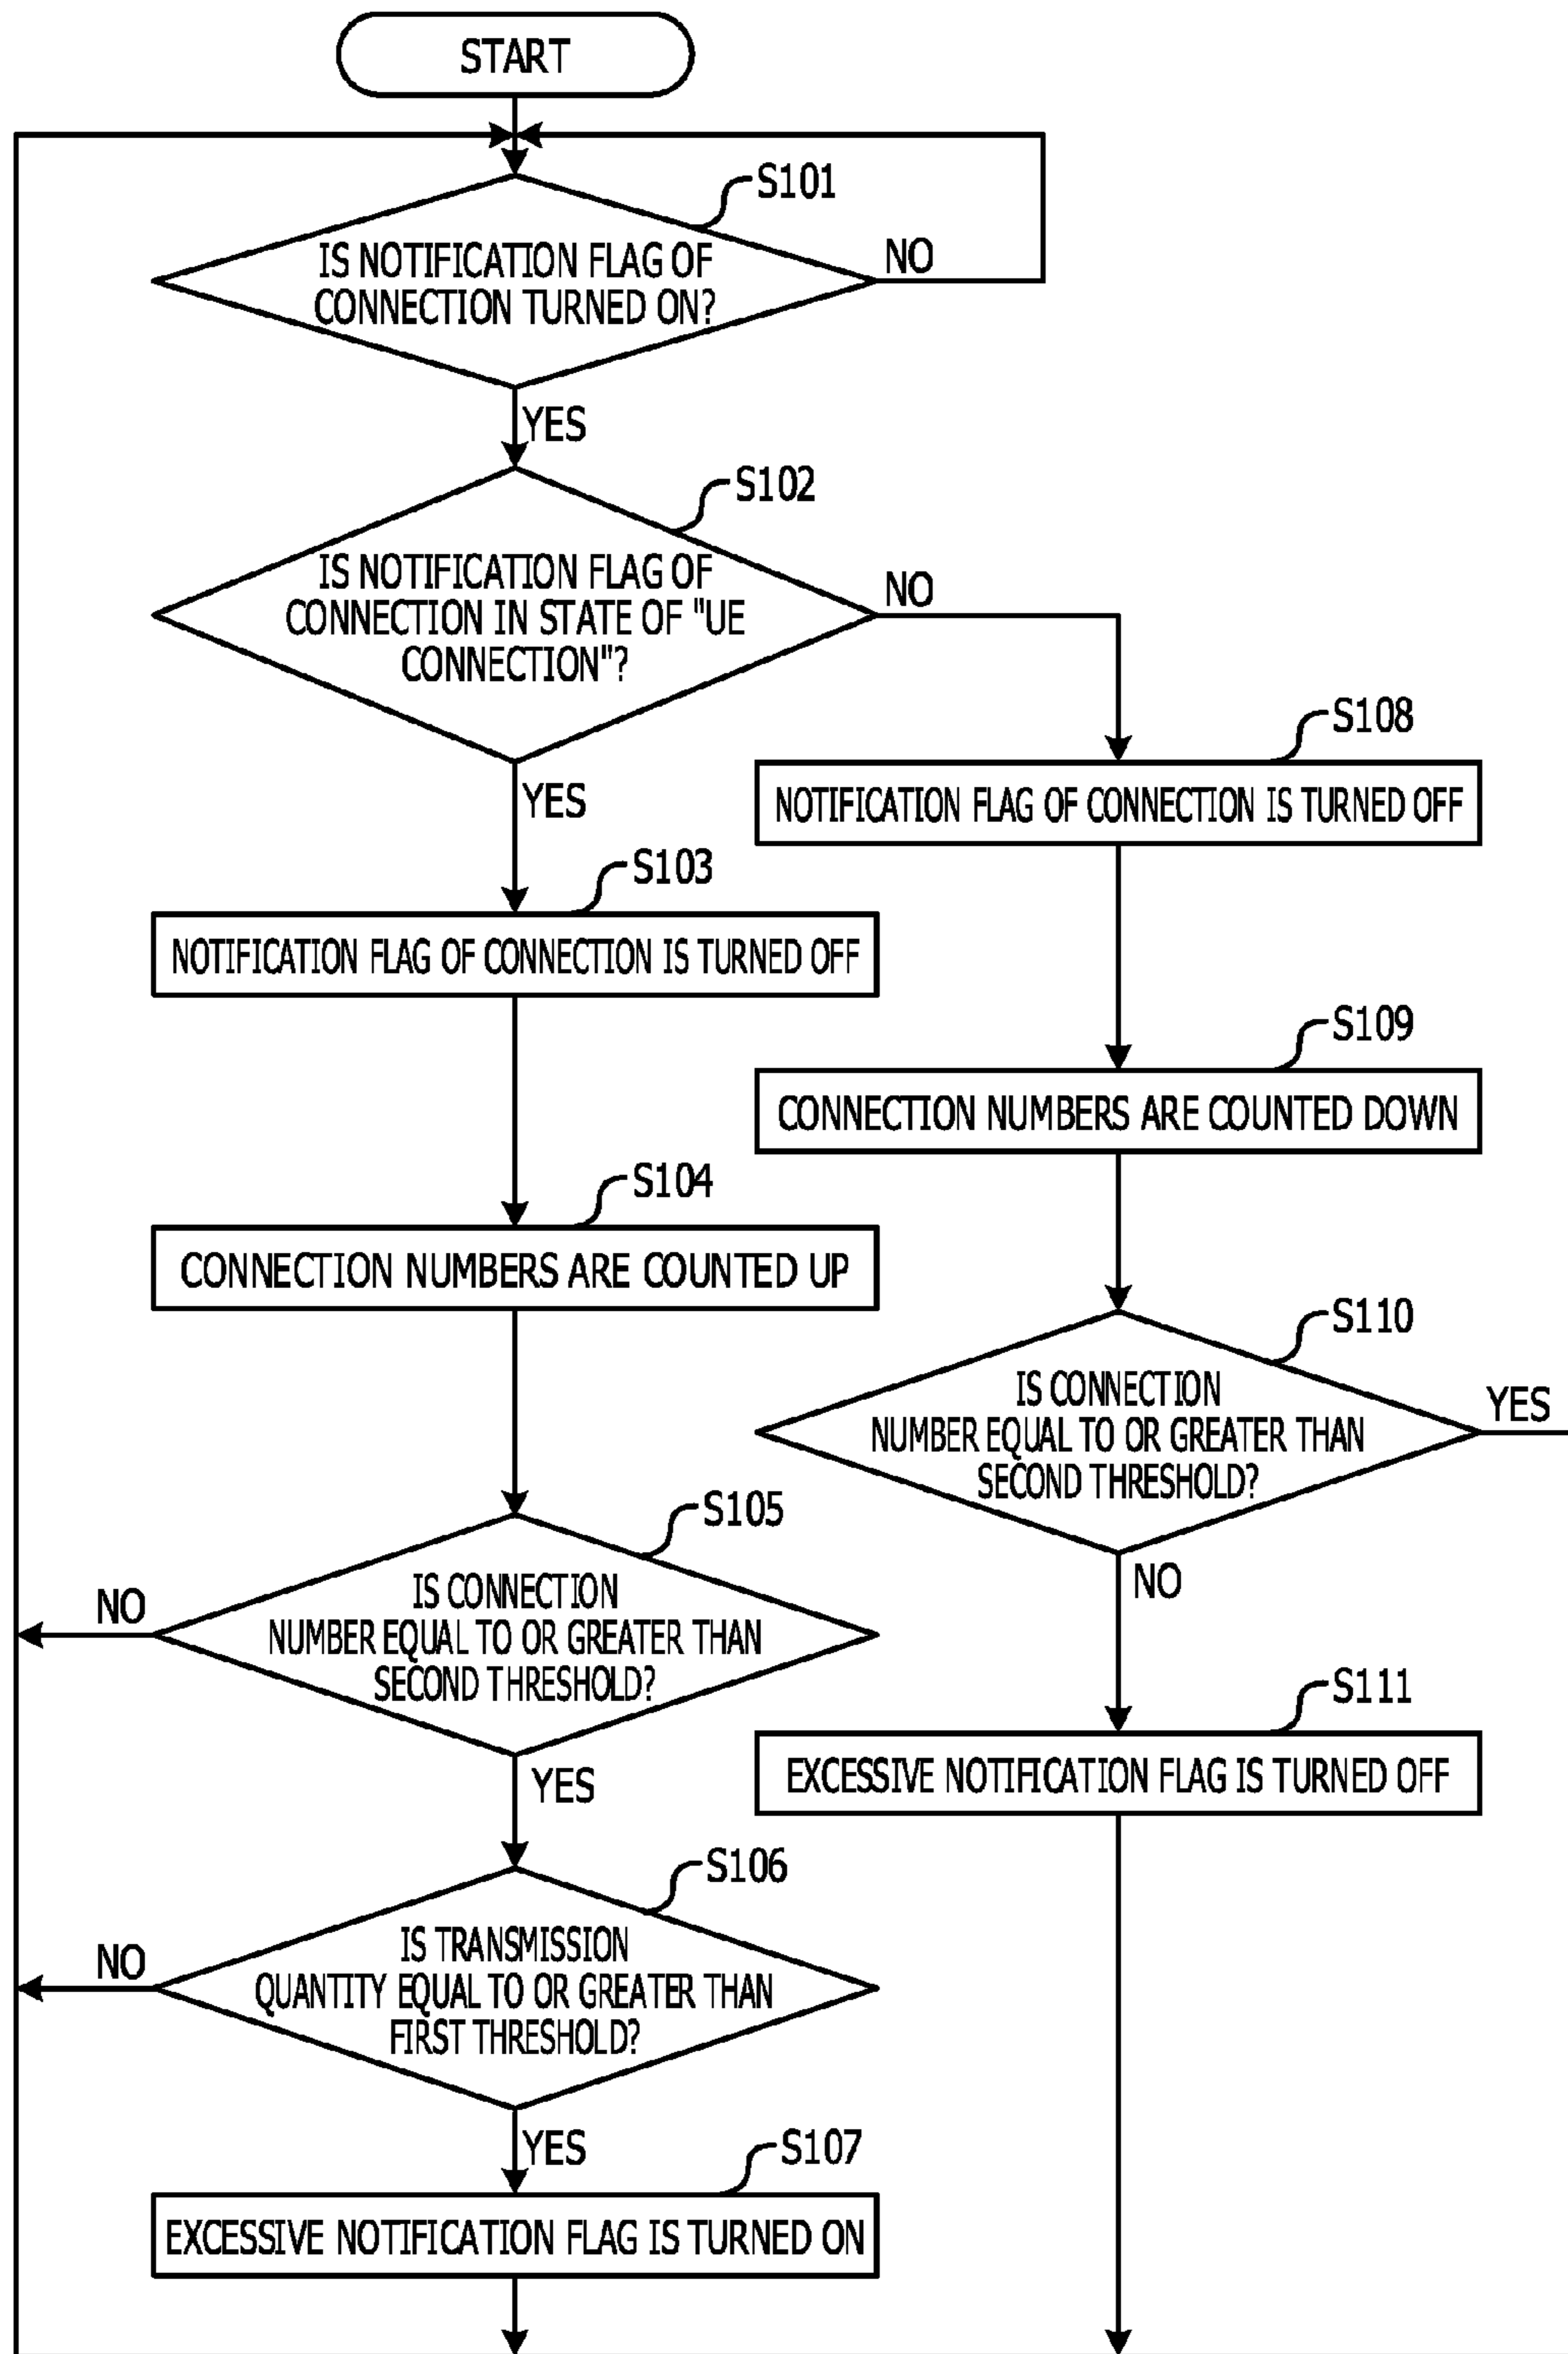 START
S101
IS NOTIFICATION FLAG OF
CONNECTION TURNED ON?
NO
YES
S102
IS NOTIFICATION FLAG OF
CONNECTION IN STATE OF "UE
CONNECTION"?
NO
YES
S103
NOTIFICATION FLAG OF CONNECTION IS TURNED OFF
S104
CONNECTION NUMBERS ARE COUNTED UP
S105
IS CONNECTION
NUMBER EQUAL TO OR GREATER THAN
SECOND THRESHOLD?
NO
YES
S106
IS TRANSMISSION
QUANTITY EQUAL TO OR GREATER THAN
FIRST THRESHOLD?
NO
YES
S107
EXCESSIVE NOTIFICATION FLAG IS TURNED ON
S108
NOTIFICATION FLAG OF CONNECTION IS TURNED OFF
S109
CONNECTION NUMBERS ARE COUNTED DOWN
S110
IS CONNECTION
NUMBER EQUAL TO OR GREATER THAN
SECOND THRESHOLD?
YES
NO
S111
EXCESSIVE NOTIFICATION FLAG IS TURNED OFF